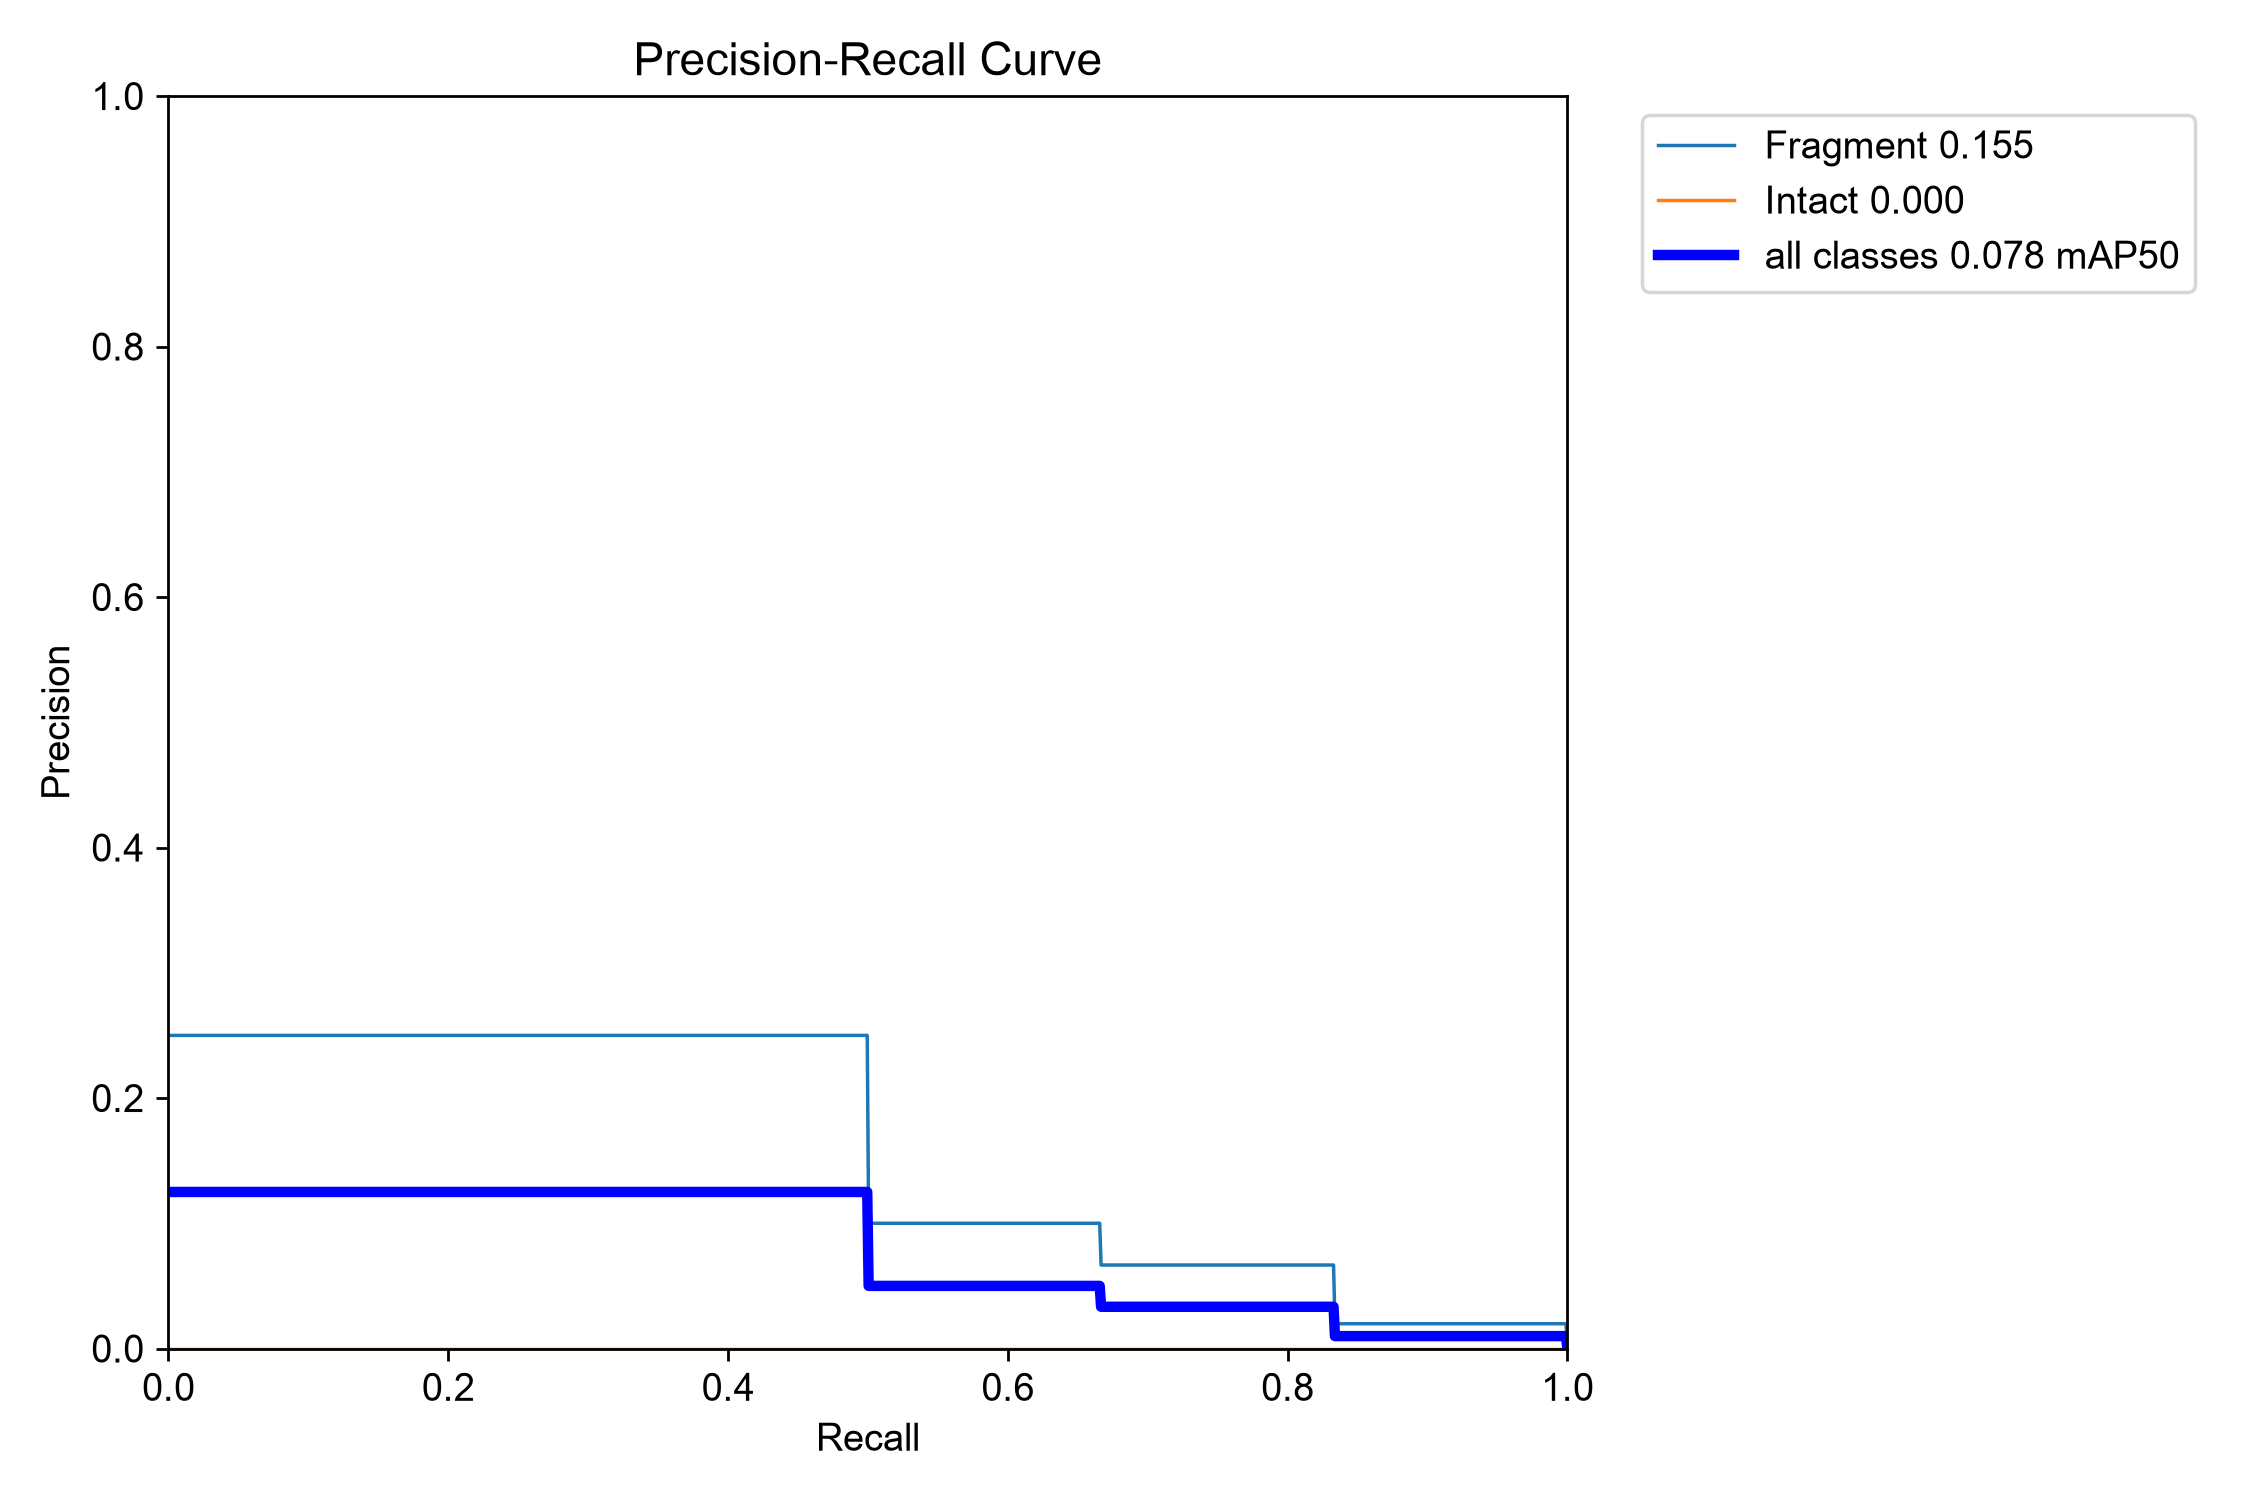 Precision-Recall Curve
1.0
0.8
0.6
0.4
0.2
0.0
Precision
0.0 0.2 0.4 0.6 0.8 1.0
Recall
Fragment 0.155
Intact 0.000
all classes 0.078 mAP50